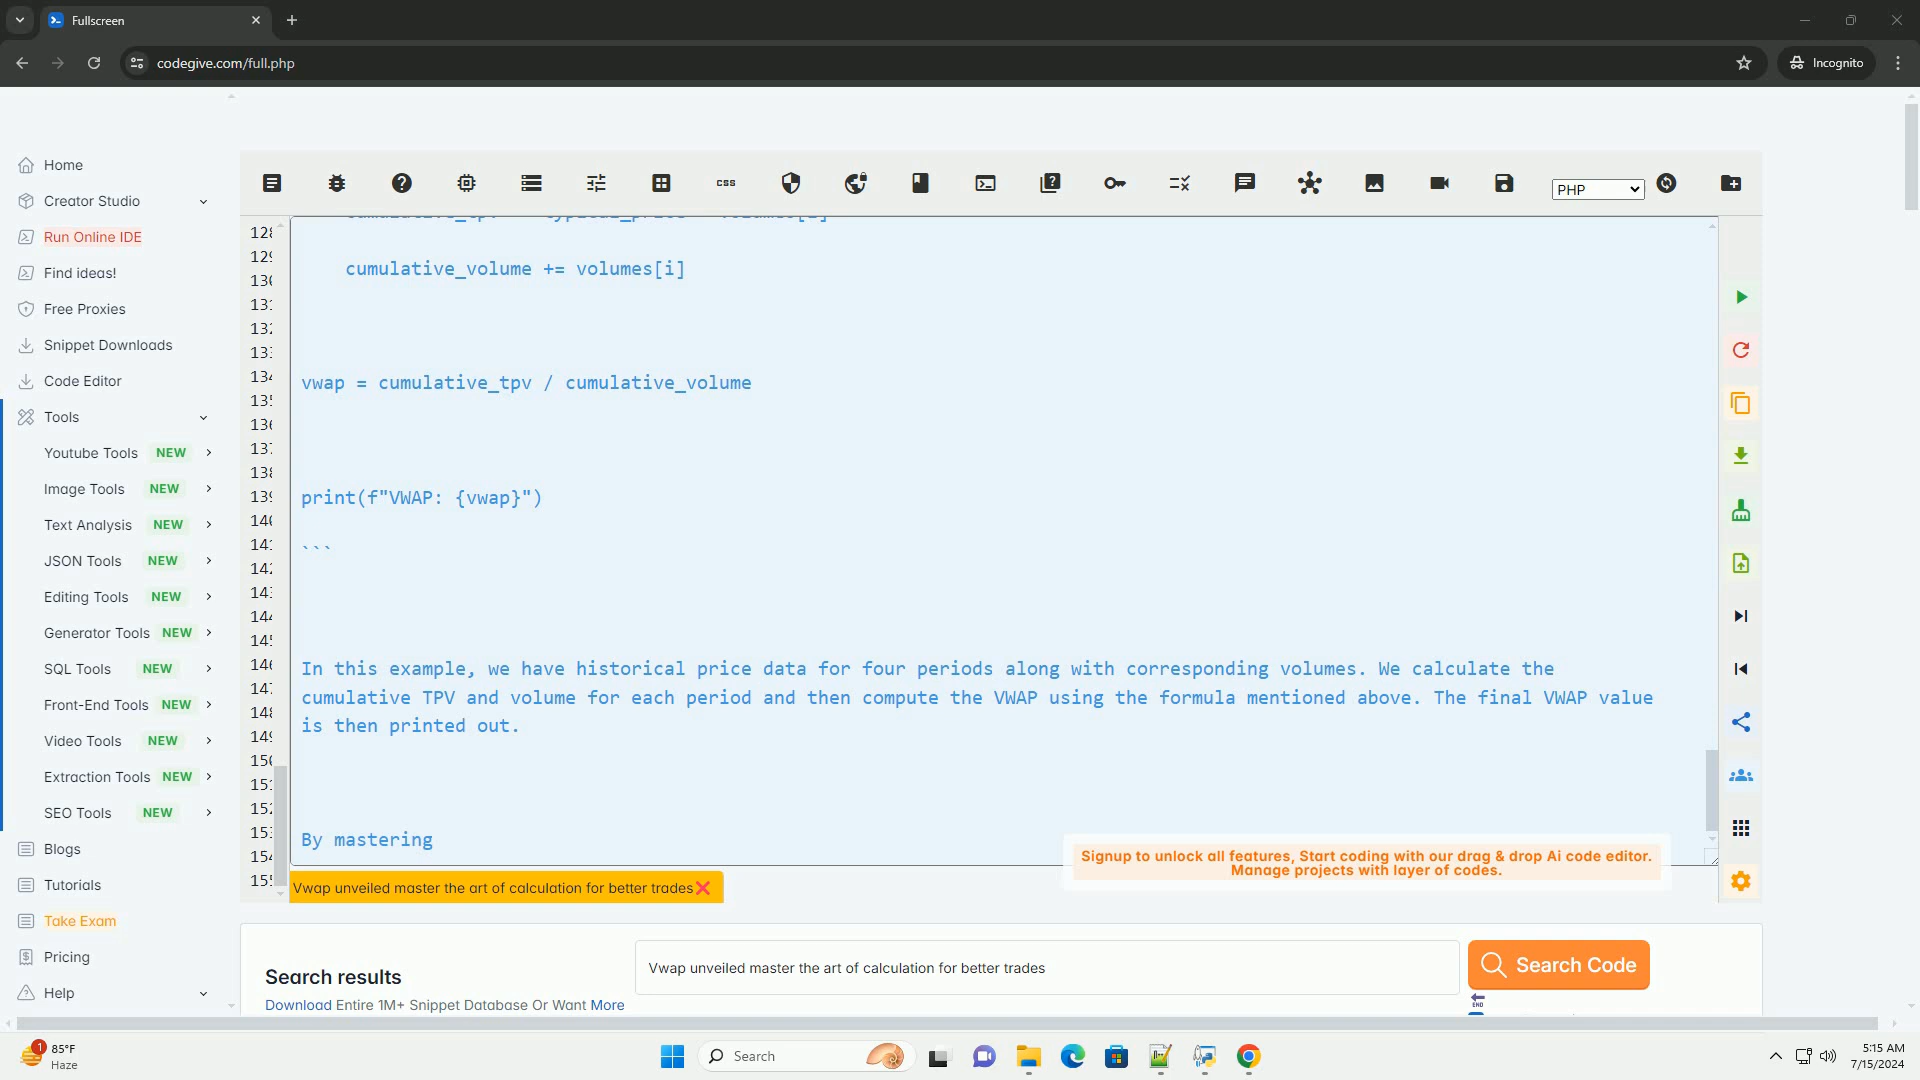 Fullscreen
codegive.com/full.php
Incognito
Home
Creator Studio
Run Online IDE
Find ideas!
Free Proxies
Snippet Downloads
Code Editor
Tools
Youtube Tools NEW
Image Tools NEW
Text Analysis NEW
JSON Tools NEW
Editing Tools NEW
Generator Tools NEW
SQL Tools NEW
Front-End Tools NEW
Video Tools NEW
Extraction Tools NEW
SEO Tools NEW
Blogs
Tutorials
Take Exam
Pricing
Help
css
PHP
cumulative_volume += volumes[i]
vwap = cumulative_tpv / cumulative_volume
print(f"VWAP: {vwap}")
```
In this example, we have historical price data for four periods along with corresponding volumes. We calculate the
cumulative TPV and volume for each period and then compute the VWAP using the formula mentioned above. The final VWAP value
is then printed out.
By mastering
Signup to unlock all features, Start coding with our drag & drop Ai code editor.
Manage projects with layer of codes.
Vwap unveiled master the art of calculation for better trades
Search results
Vwap unveiled master the art of calculation for better trades
Search Code
Download Entire 1M+ Snippet Database Or Want More
END
1
85°F
Haze
Search
5:15 AM
7/15/2024